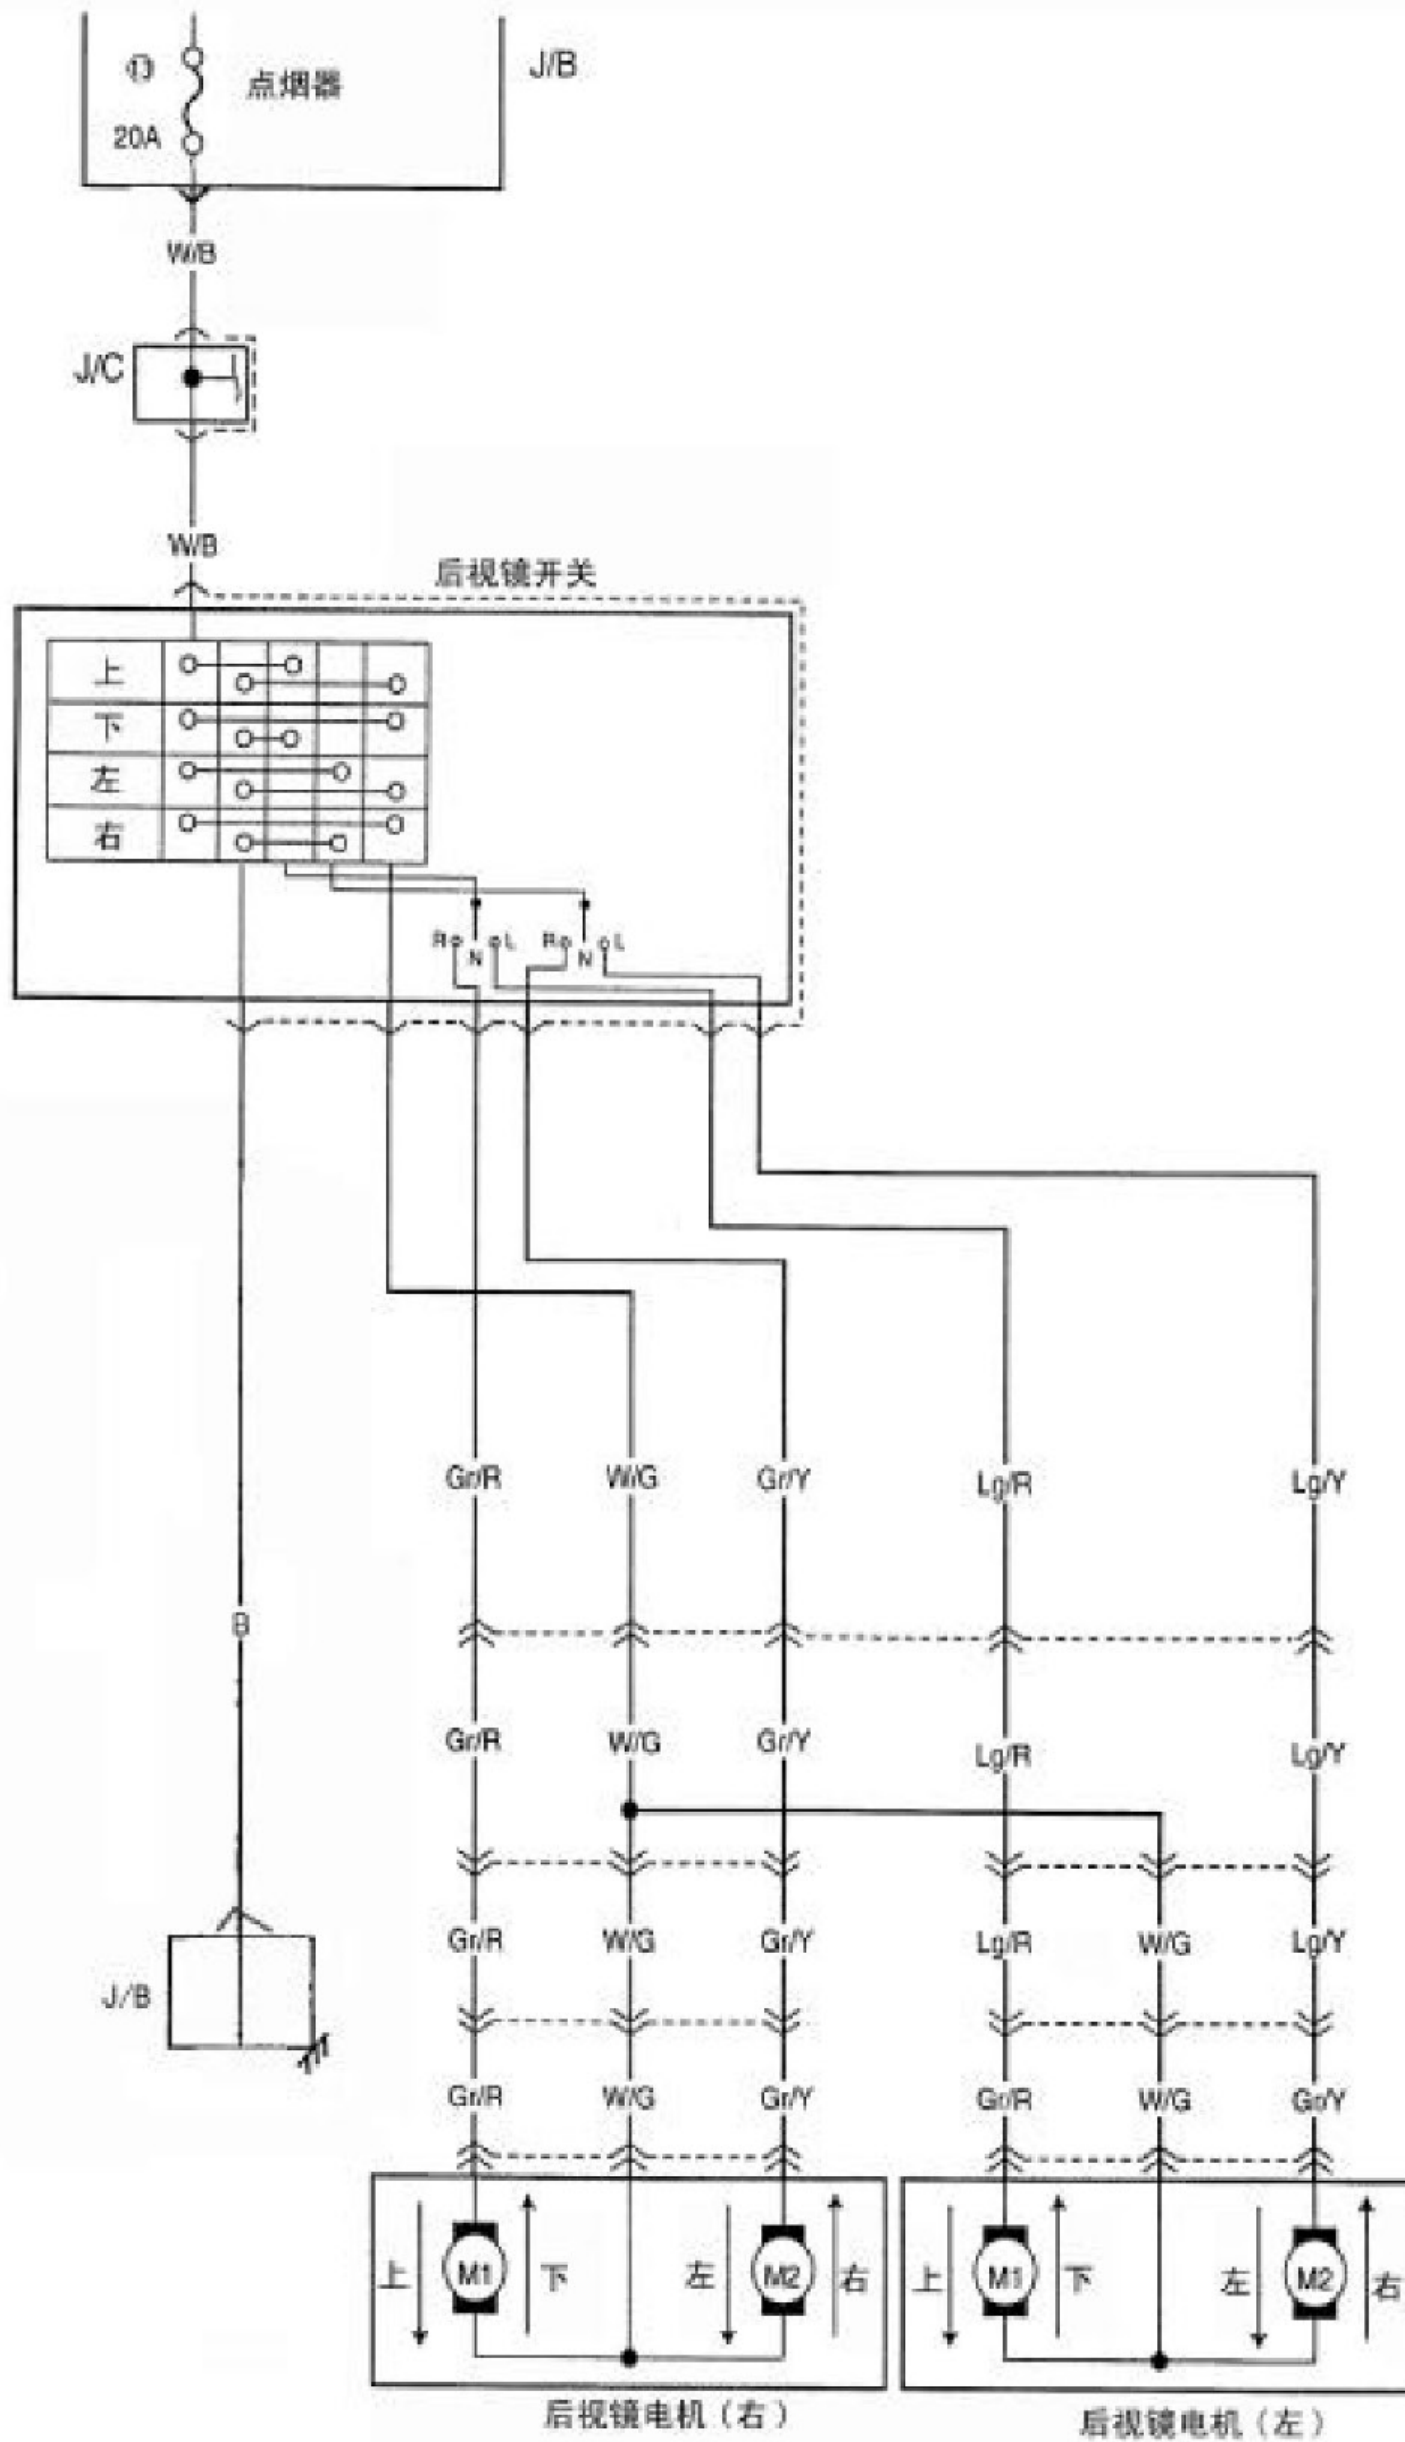 ⑬
点烟器
J/B
20A
W/B
J/C
W/B
后视镜开关
上
下
左
右
R N L R N L
Gr/R W/G Gr/Y Lg/R Lg/Y
B
Gr/R W/G Gr/Y Lg/R Lg/Y
Gr/R W/G Gr/Y Lg/R W/G Lg/Y
J/B
Gr/R W/G Gr/Y Gr/R W/G Gr/Y
上 M1 下 左 M2 右 上 M1 下 左 M2 右
后视镜电机（右） 后视镜电机（左）